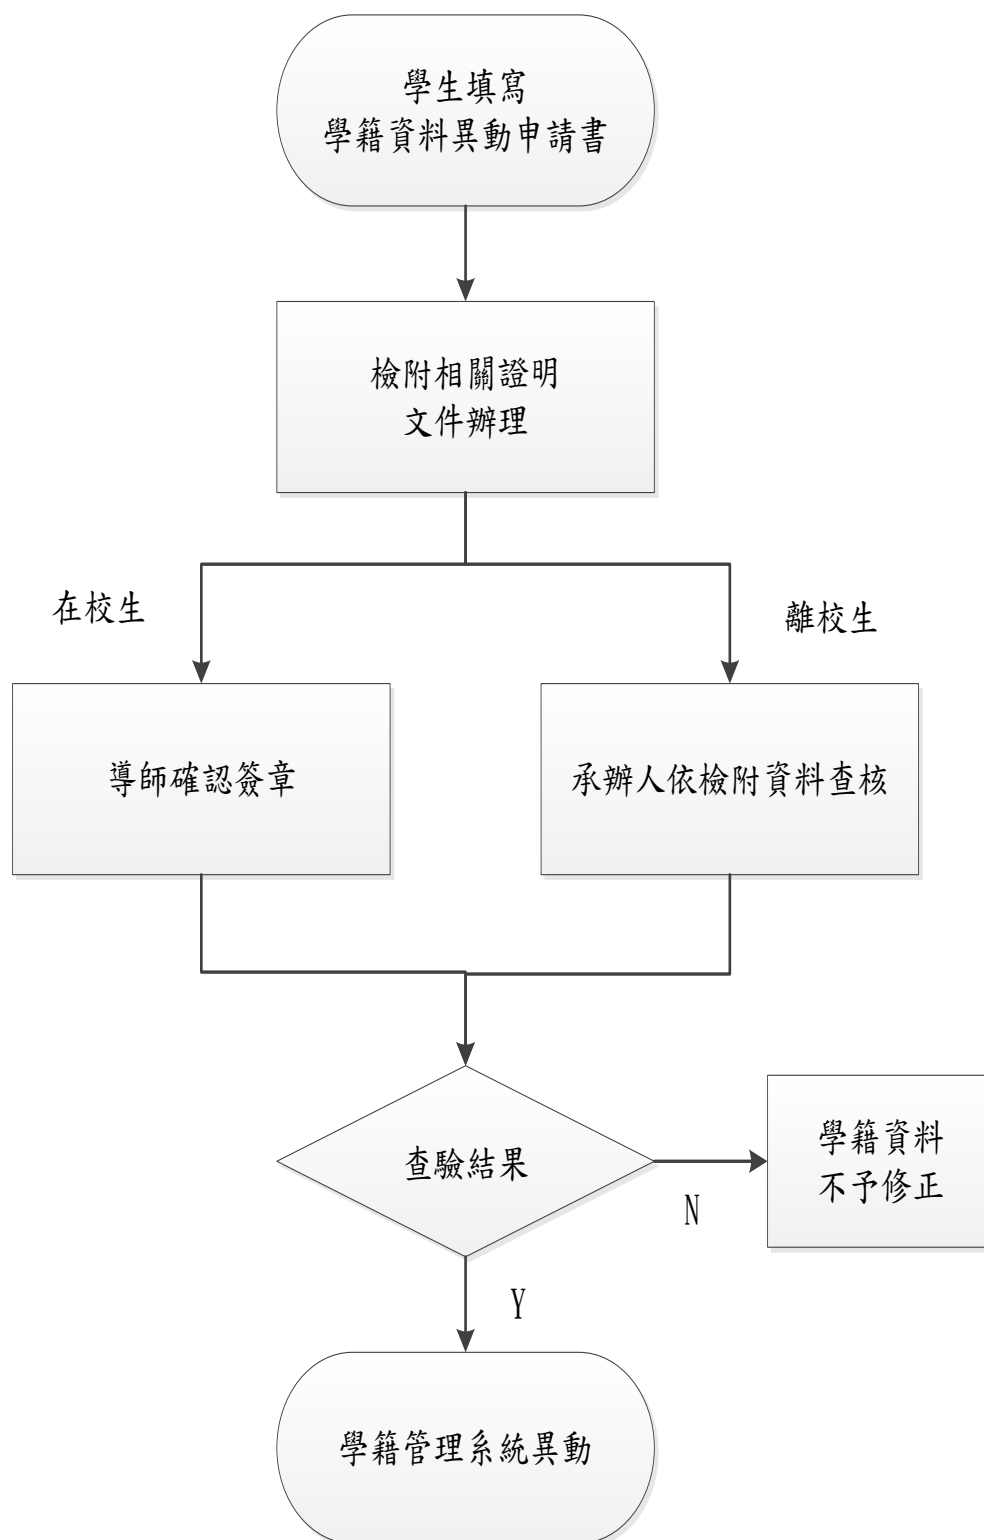 學生填寫
學籍資料異動申請書
檢附相關證明
文件辦理
在校生
離校生
導師確認簽章
承辦人依檢附資料查核
查驗結果
N
學籍資料
不予修正
Y
學籍管理系統異動